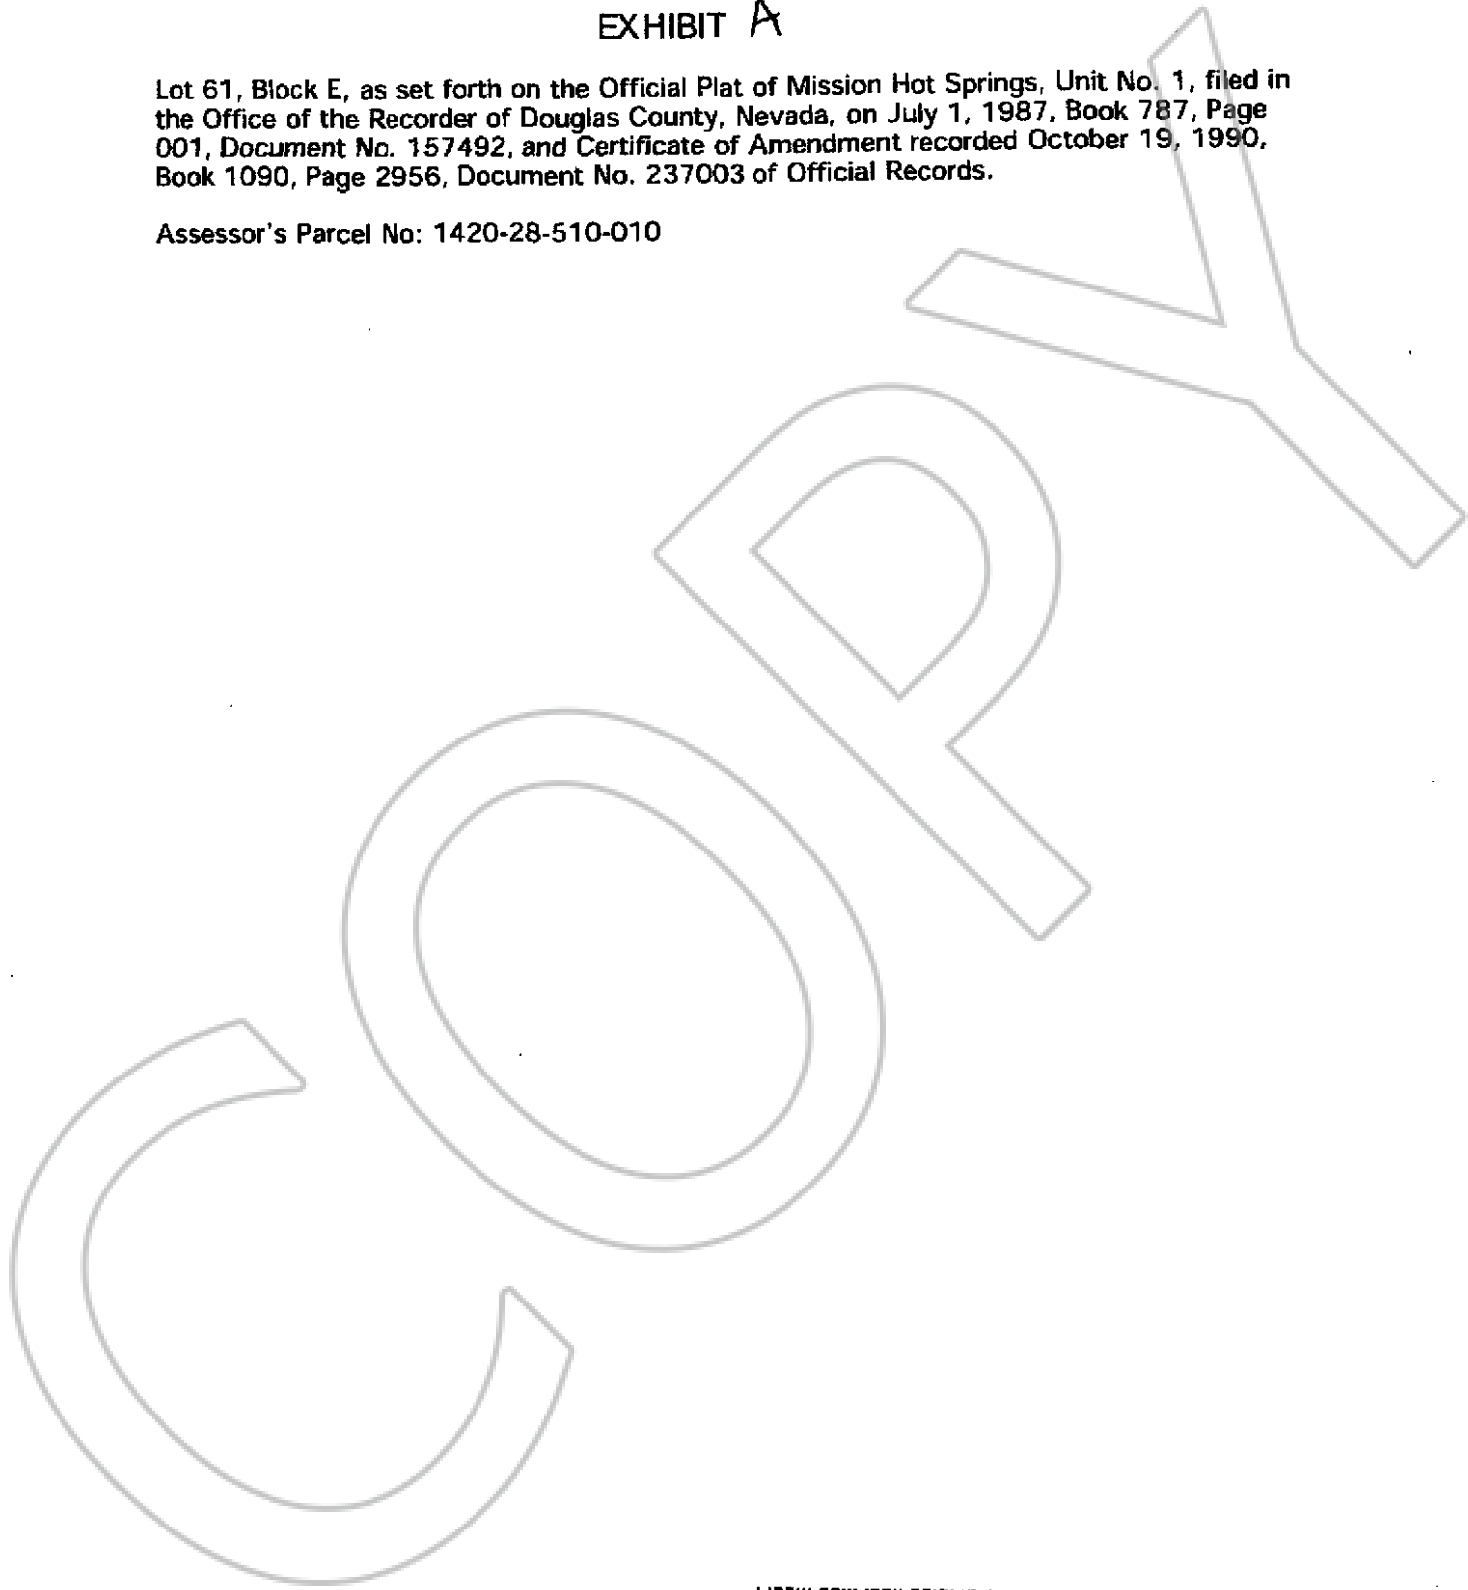 EXHIBIT A
Lot 61, Block E, as set forth on the Official Plat of Mission Hot Springs, Unit No. 1, filed in
the Office of the Recorder of Douglas County, Nevada, on July 1, 1987, Book 787, Page
001, Document No. 157492, and Certificate of Amendment recorded October 19, 1990,
Book 1090, Page 2956, Document No. 237003 of Official Records.
Assessor's Parcel No: 1420-28-510-010
COPY